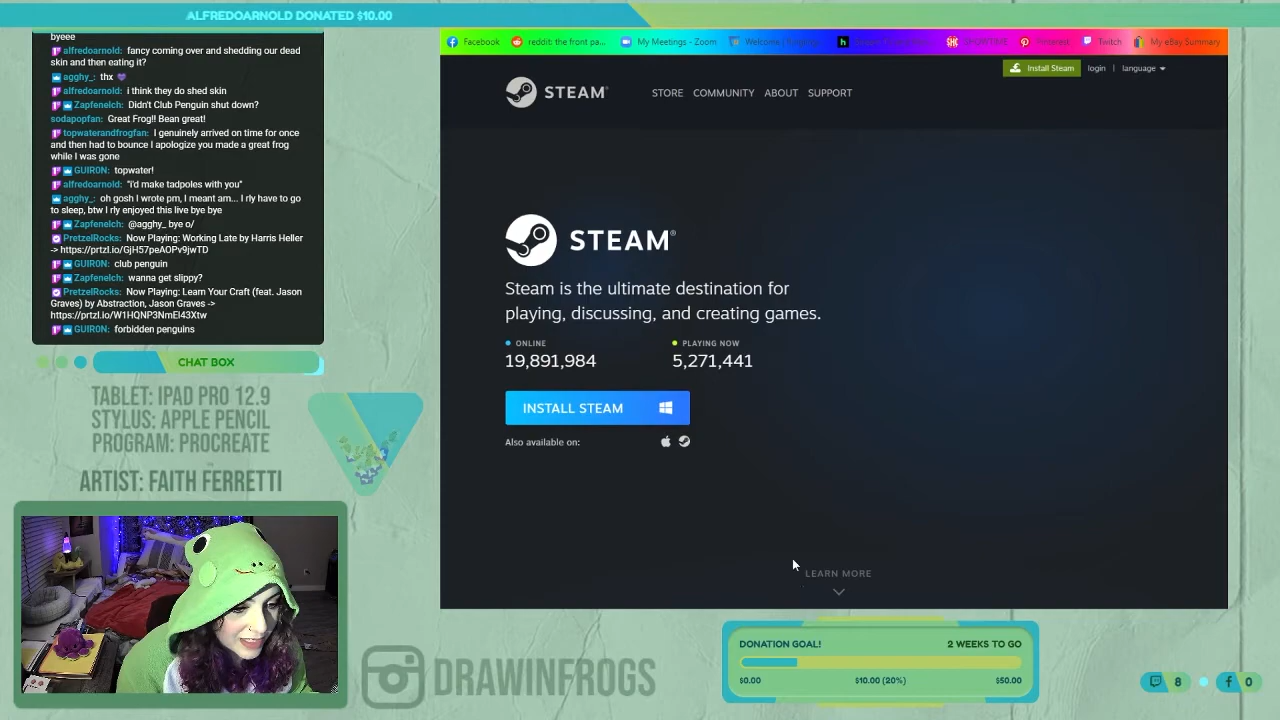 ALFREDOARNOLD DONATED $10.00
byeee
alfredoarnold: fancy coming over and shedding our dead
skin and then eating it?
agghy_: thx 💜
alfredoarnold: i think they do shed skin
Zapfenelch: Didn't Club Penguin shut down?
sodapopfan: Great Frog!! Bean great!
topwaterandfrogfan: I genuinely arrived on time for once
and then had to bounce I apologize you made a great frog
while I was gone
GUIR0N: topwater!
alfredoarnold: "i'd make tadpoles with you"
agghy_: oh gosh I wrote pm, I meant am... I rly have to go
to sleep, btw I rly enjoyed this live bye bye
Zapfenelch: @agghy_ bye o/
PretzelRocks: Now Playing: Working Late by Harris Heller
-> https://prtzl.io/GjH57peAOPv9jwTD
GUIR0N: club penguin
Zapfenelch: wanna get slippy?
PretzelRocks: Now Playing: Learn Your Craft (feat. Jason
Graves) by Abstraction, Jason Graves ->
https://prtzl.io/W1HQNP3NmEl43Xtw
GUIR0N: forbidden penguins
CHAT BOX
TABLET: IPAD PRO 12.9
STYLUS: APPLE PENCIL
PROGRAM: PROCREATE
ARTIST: FAITH FERRETTI
Facebook reddit: the front pa... My Meetings - Zoom Welcome SHOWTIME Pinterest Twitch My eBay Summary
Install Steam login | language
STEAM® STORE COMMUNITY ABOUT SUPPORT
STEAM®
Steam is the ultimate destination for
playing, discussing, and creating games.
ONLINE PLAYING NOW
19,891,984 5,271,441
INSTALL STEAM
Also available on:
LEARN MORE
DRAWINFROGS
DONATION GOAL! 2 WEEKS TO GO
$0.00 $10.00 (20%) $50.00
8 0